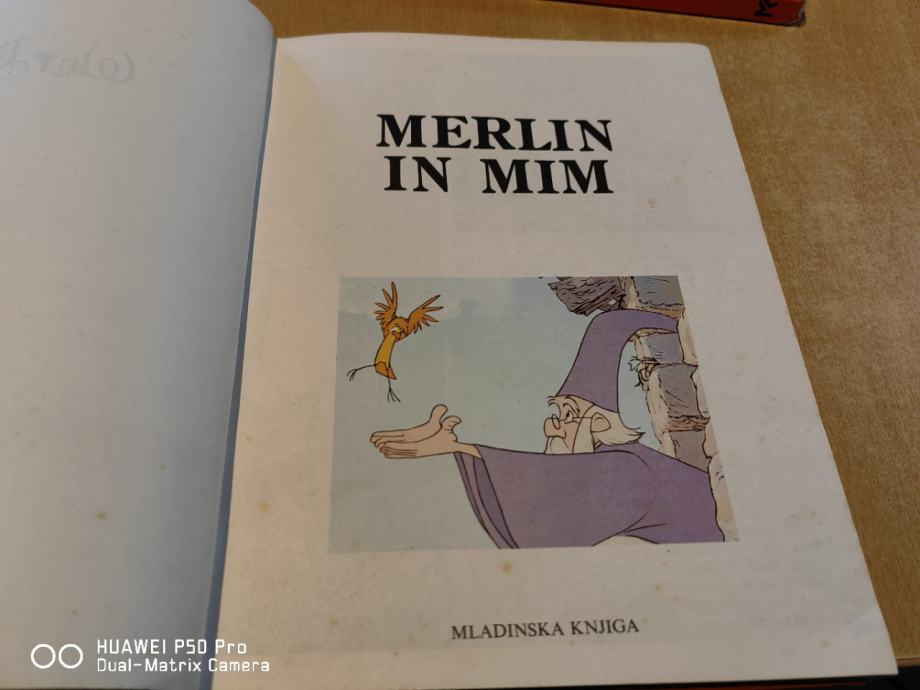 MERLIN
IN MIM
MLADINSKA KNJIGA
HUAWEI P50 Pro
Dual-Matrix Camera